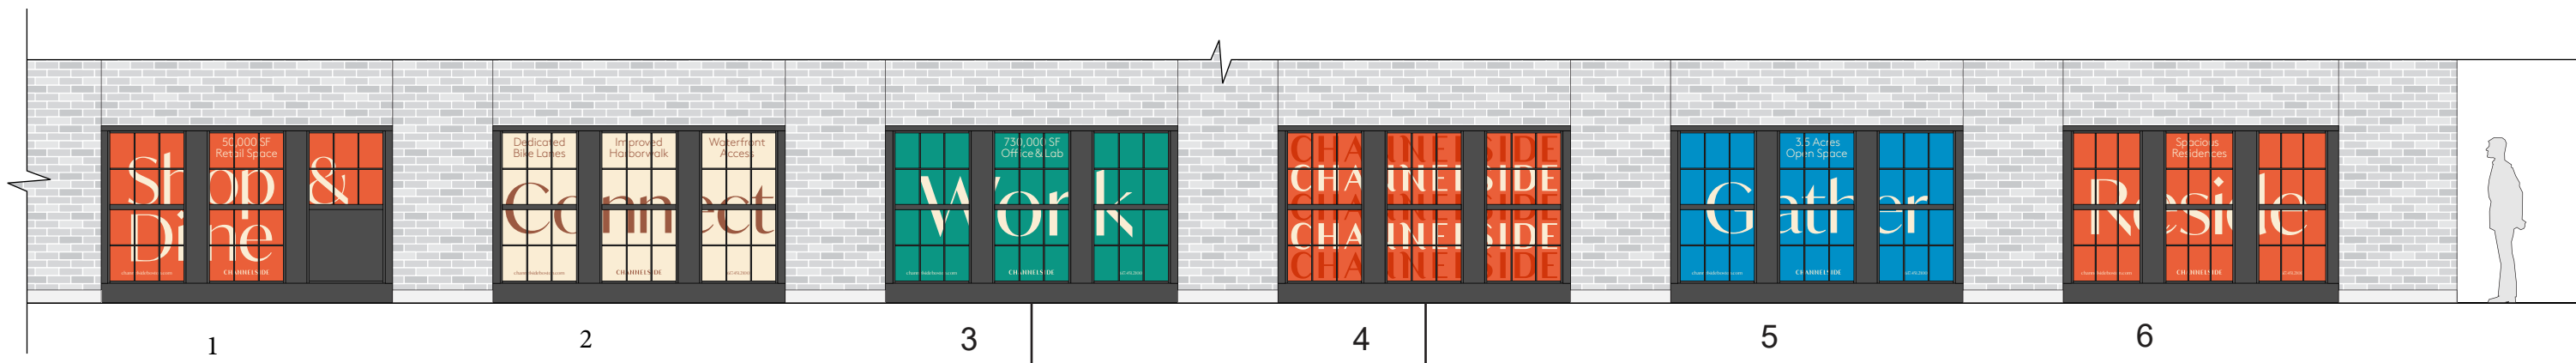 50,000 SF
Retail Space
Shop &
Dine
CHANNELSIDE
Dedicated
Bike Lanes
Improved
Harborwalk
Waterfront
Access
Connect
CHANNELSIDE
730,000 SF
Office & Lab
Work
CHANNELSIDE
CHANNELSIDE
CHANNELSIDE
CHANNELSIDE
CHANNELSIDE
CHANNELSIDE
3.5 Acres
Open Space
Gather
CHANNELSIDE
Spacious
Residences
Reside
CHANNELSIDE
1
2
3
4
5
6